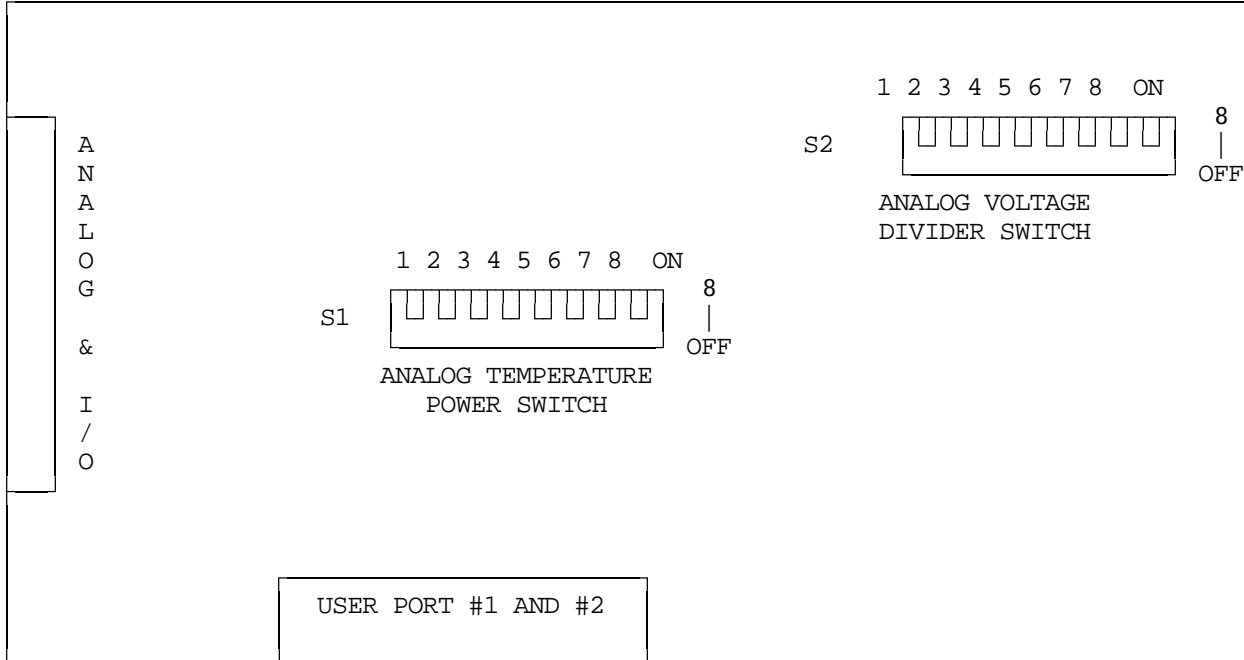 1 2 3 4 5 6 7 8 ON
8
|
OFF
S2
ANALOG VOLTAGE
DIVIDER SWITCH
A
N
A
L
O
G
&
I
/
O
1 2 3 4 5 6 7 8 ON
8
|
OFF
S1
ANALOG TEMPERATURE
POWER SWITCH
USER PORT #1 AND #2